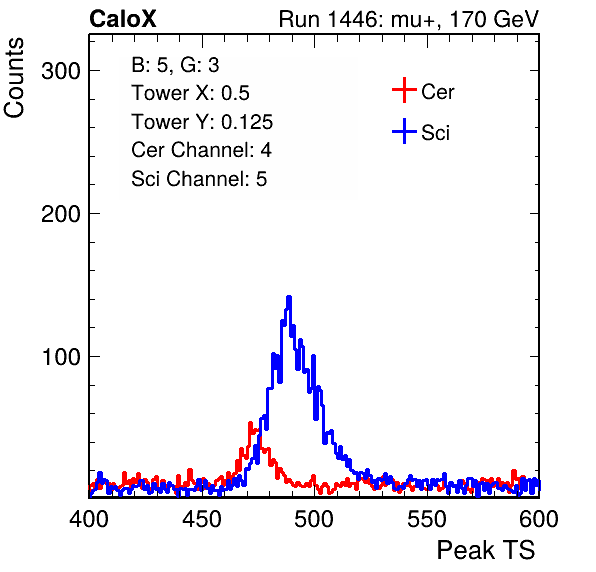 CaloX Run 1446: mu+, 170 GeV
Counts
B: 5, G: 3
Tower X: 0.5
Tower Y: 0.125
Cer Channel: 4
Sci Channel: 5
Cer
Sci
300
200
100
400 450 500 550 600
Peak TS